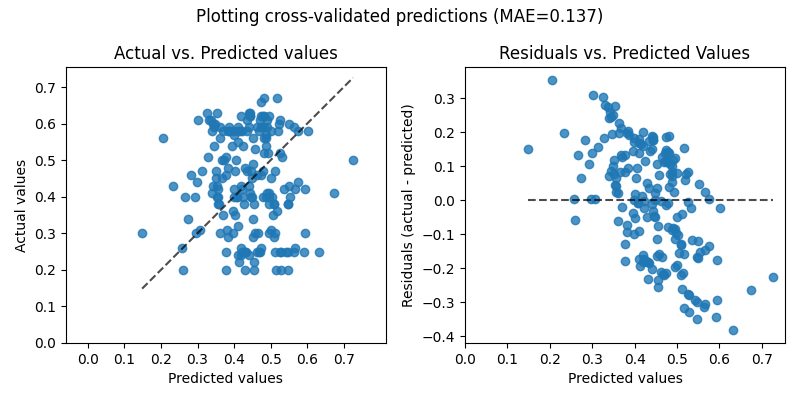 Plotting cross-validated predictions (MAE=0.137)
Actual vs. Predicted values
Residuals vs. Predicted Values
Actual values
0.7
0.6
0.5
0.4
0.3
0.2
0.1
0.0
0.0 0.1 0.2 0.3 0.4 0.5 0.6 0.7
Predicted values
Residuals (actual - predicted)
0.3
0.2
0.1
0.0
−0.1
−0.2
−0.3
−0.4
0.0 0.1 0.2 0.3 0.4 0.5 0.6 0.7
Predicted values